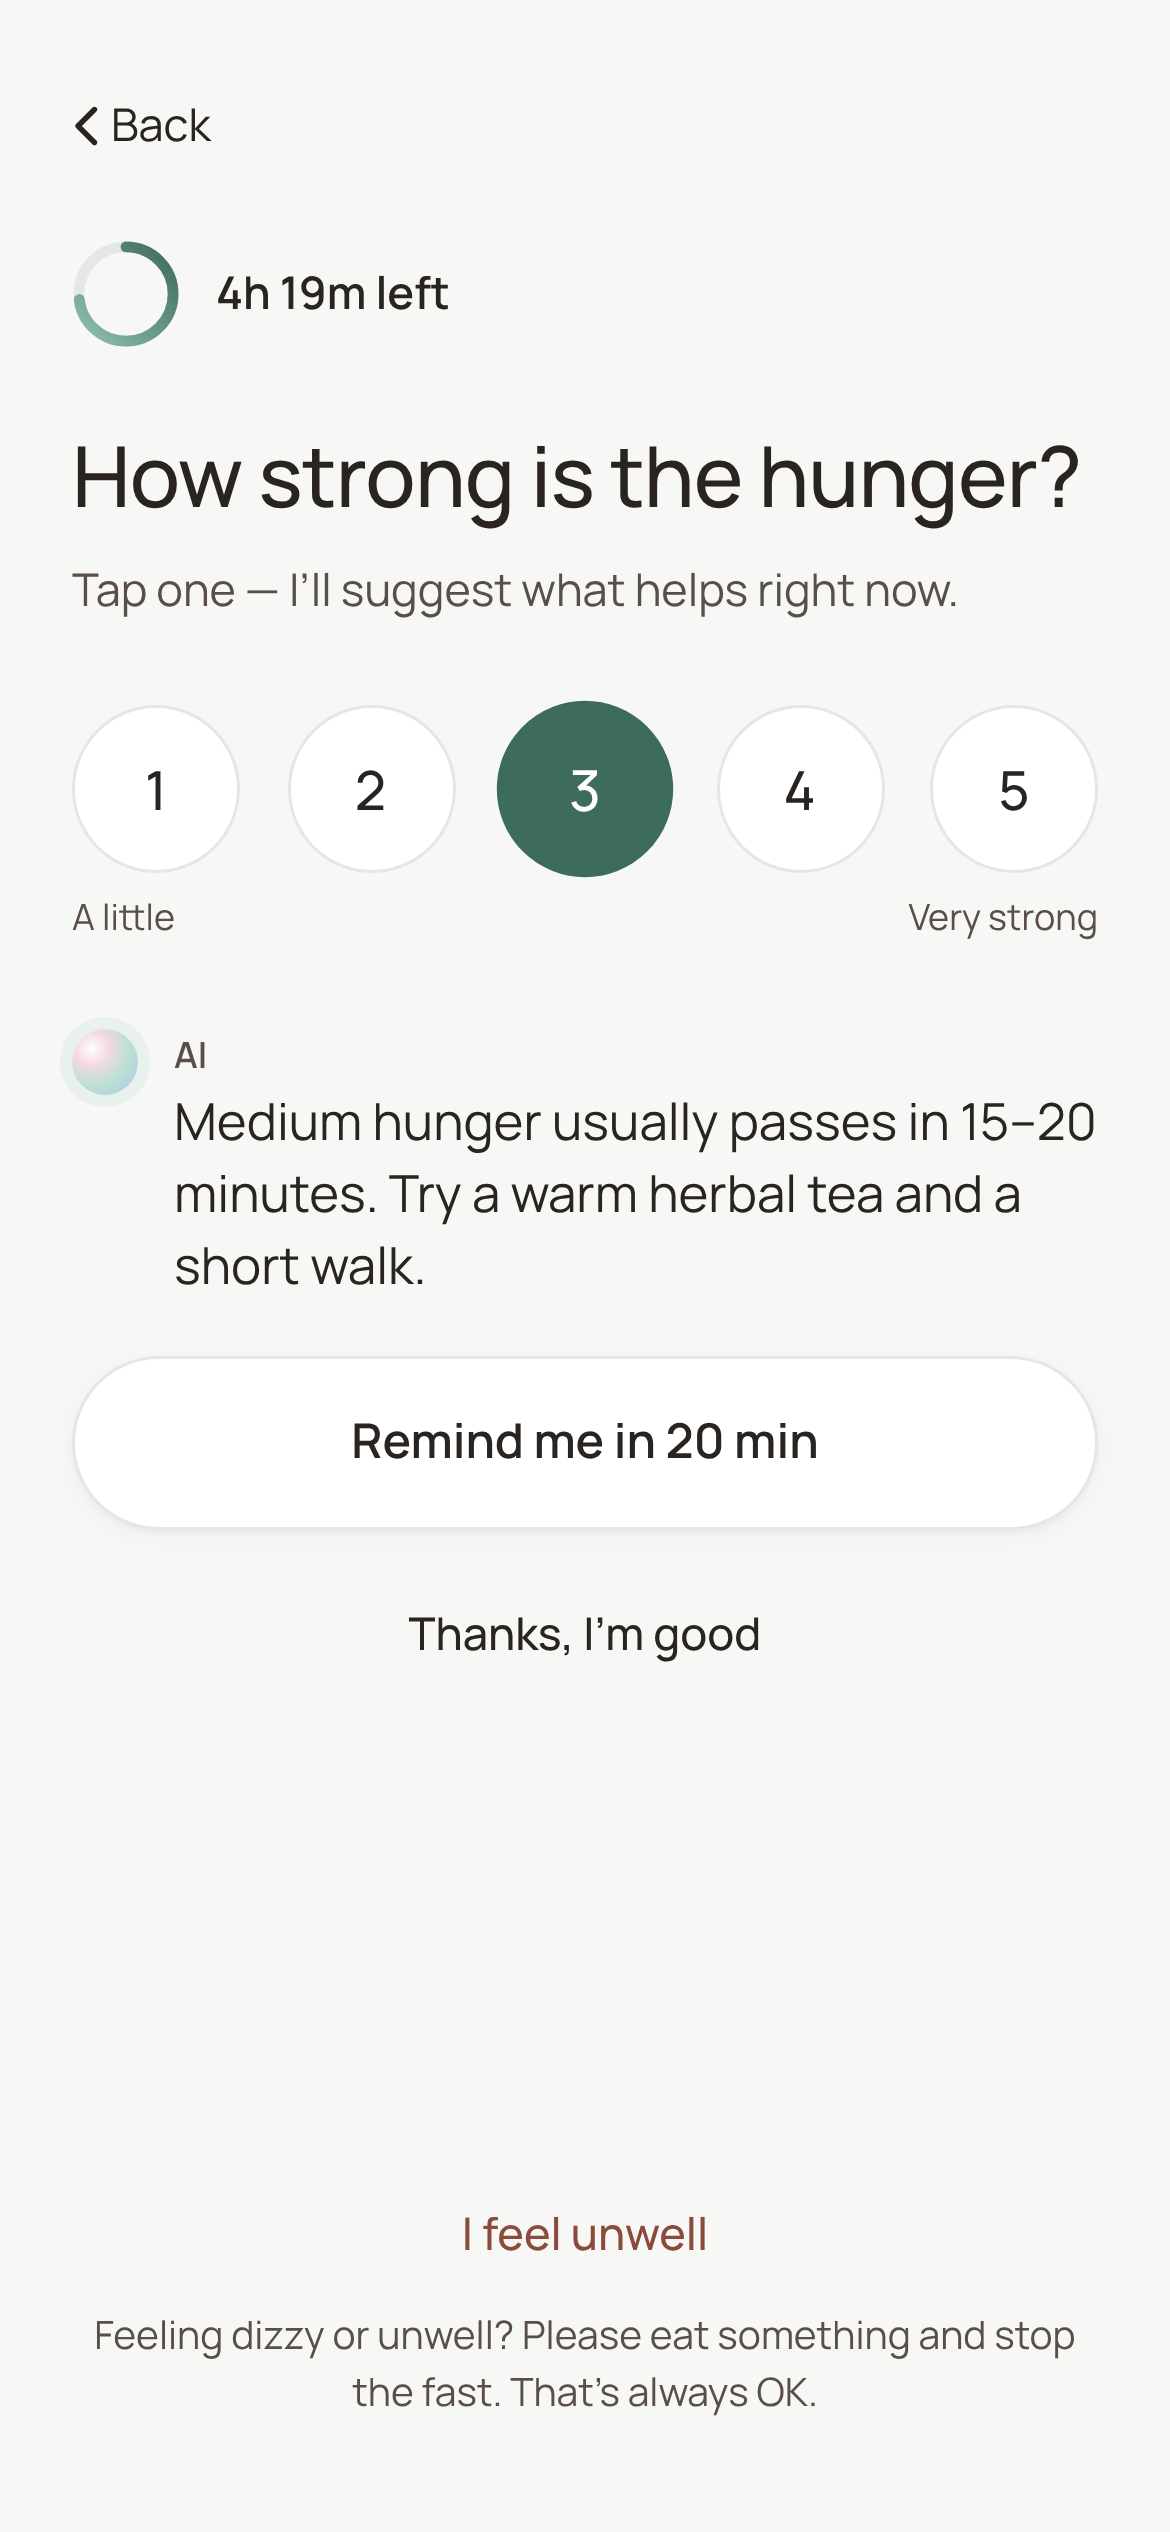 Back
4h 19m left
How strong is the hunger?
Tap one — I’ll suggest what helps right now.
1 2 3 4 5
A little Very strong
AI
Medium hunger usually passes in 15–20
minutes. Try a warm herbal tea and a
short walk.
Remind me in 20 min
Thanks, I’m good
I feel unwell
Feeling dizzy or unwell? Please eat something and stop
the fast. That’s always OK.